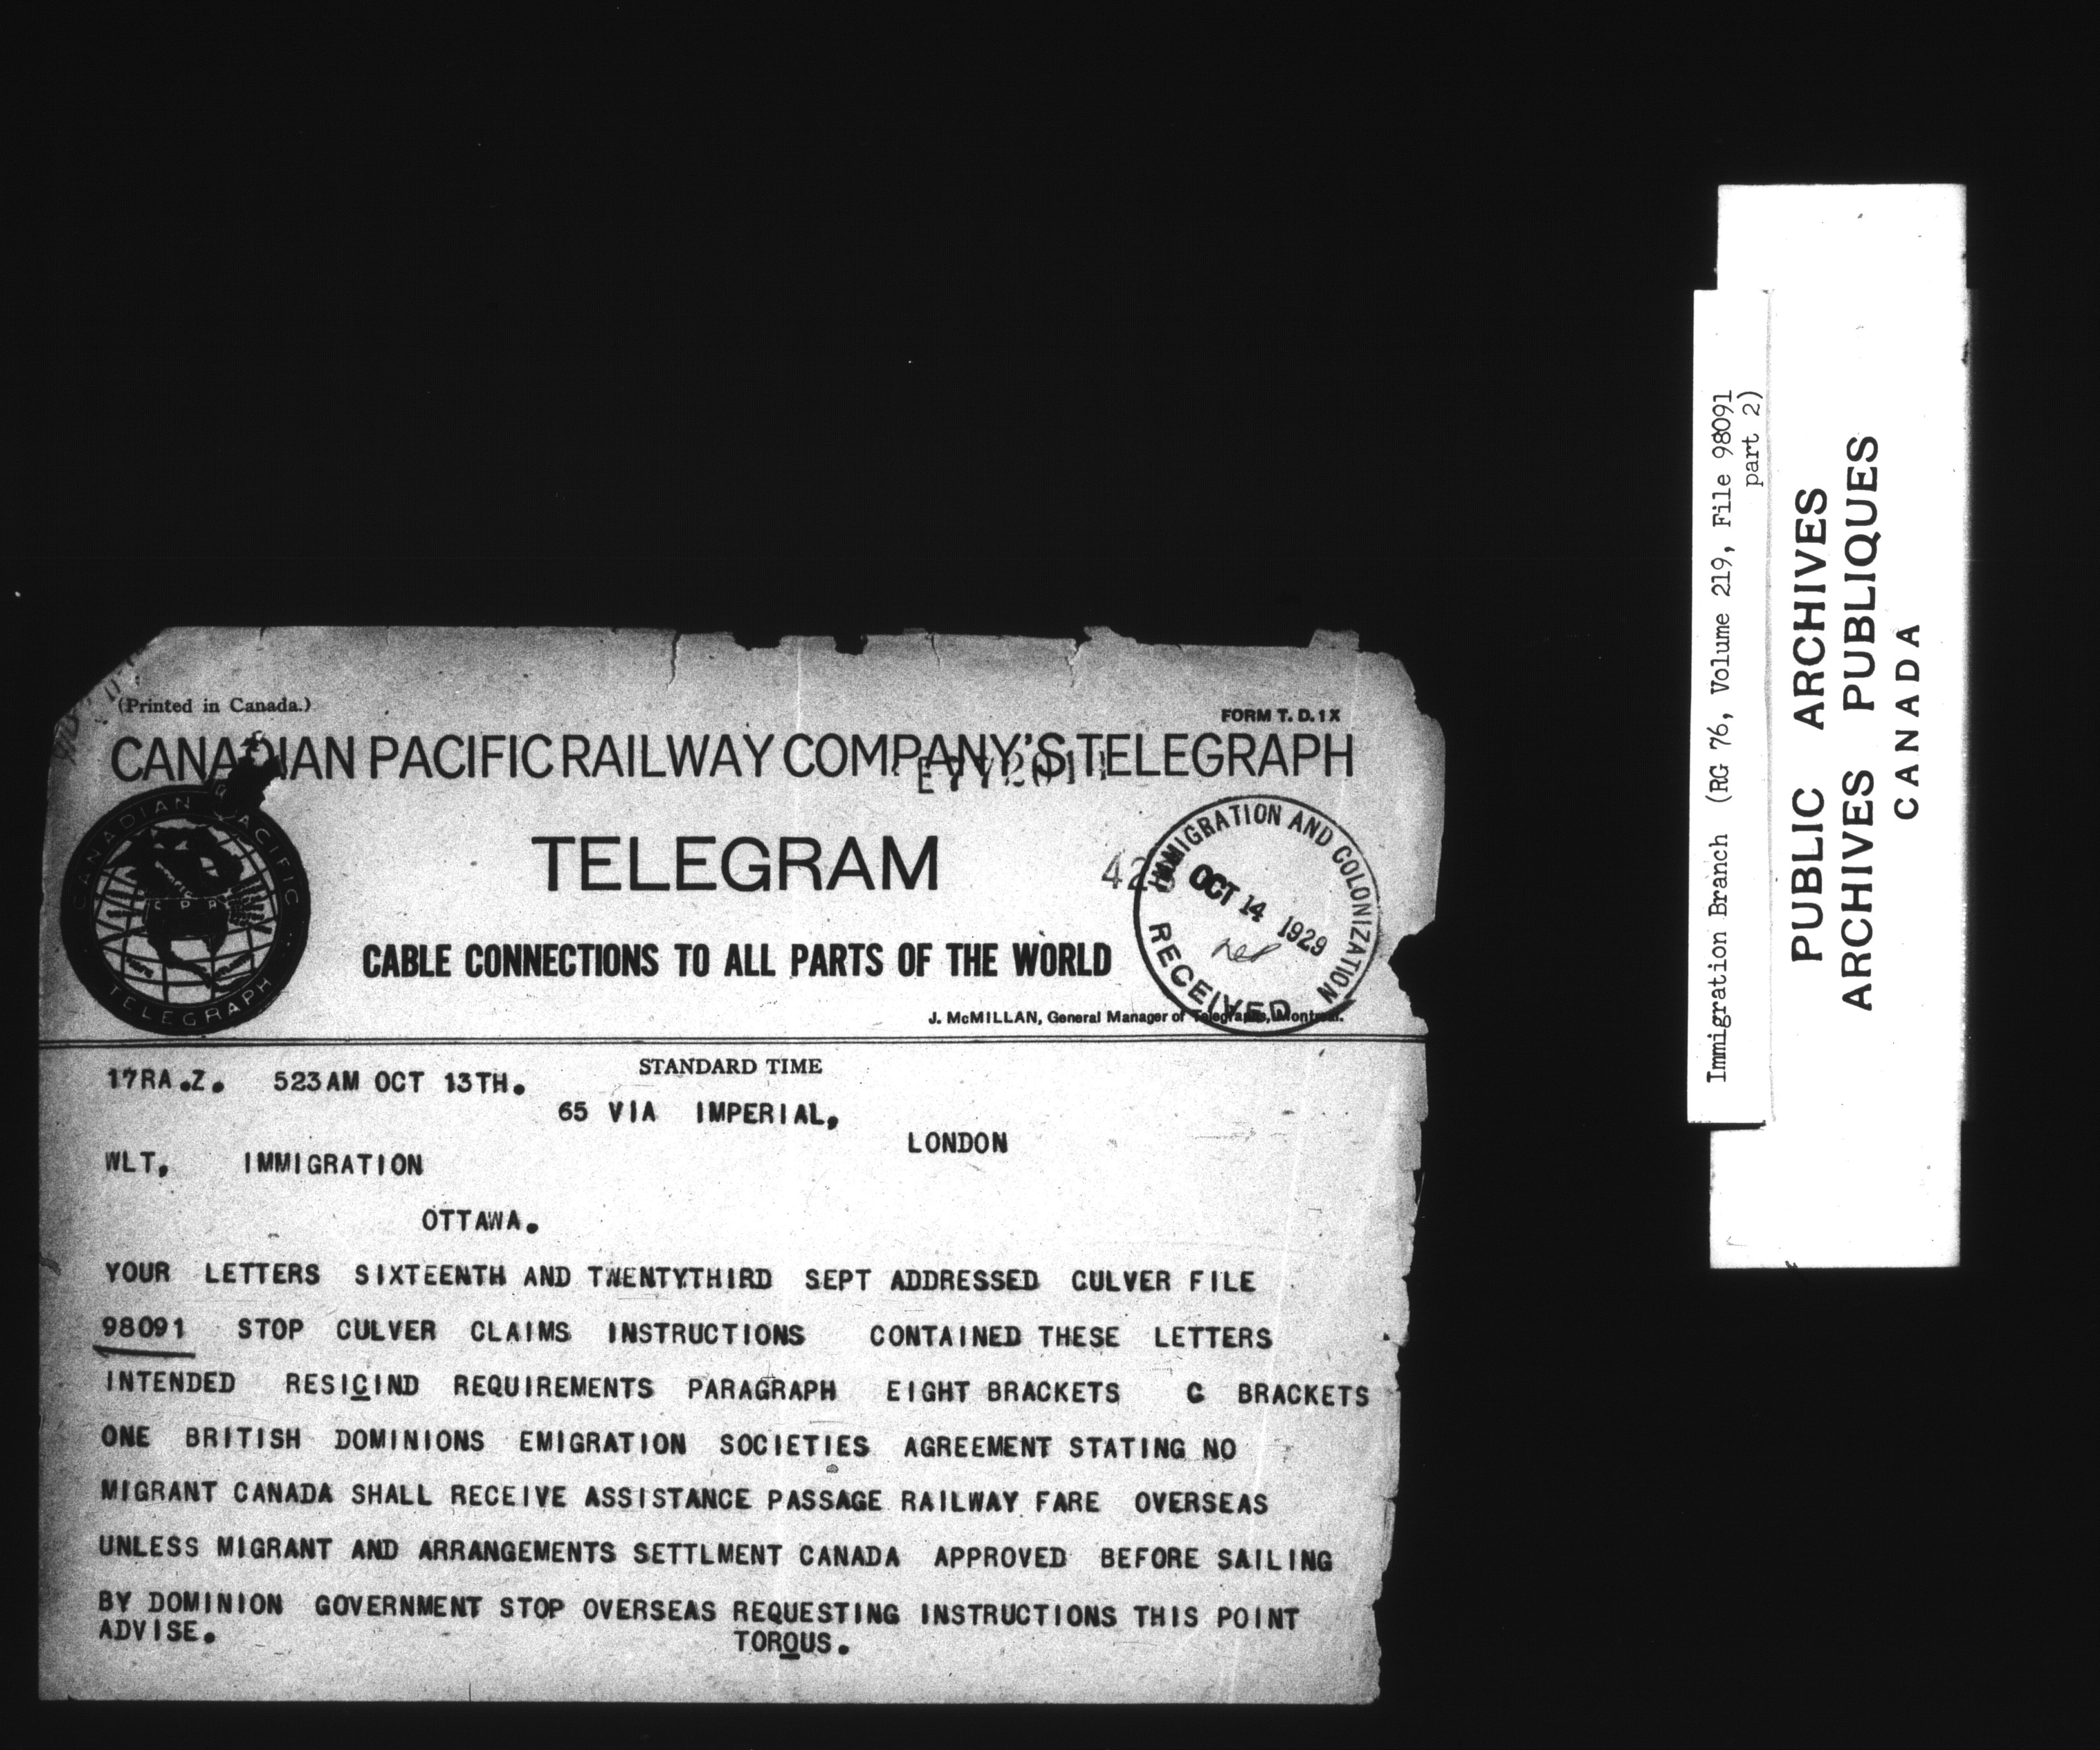 (Printed in Canada.)
FORM T. D. 1 X
CANADIAN PACIFIC RAILWAY COMPANY'S TELEGRAPH
CANADIAN PACIFIC
TELEGRAPH
TELEGRAM
CABLE CONNECTIONS TO ALL PARTS OF THE WORLD
IMMIGRATION AND COLONIZATION
OCT 14 1929
RECEIVED
J. McMILLAN, General Manager of Telegraphs, Montreal.
STANDARD TIME
17RA.Z. 523AM OCT 13TH.
65 VIA IMPERIAL,
LONDON
WLT, IMMIGRATION
OTTAWA.
YOUR LETTERS SIXTEENTH AND TWENTYTHIRD SEPT ADDRESSED CULVER FILE
98091 STOP CULVER CLAIMS INSTRUCTIONS CONTAINED THESE LETTERS
INTENDED RESICIND REQUIREMENTS PARAGRAPH EIGHT BRACKETS C BRACKETS
ONE BRITISH DOMINIONS EMIGRATION SOCIETIES AGREEMENT STATING NO
MIGRANT CANADA SHALL RECEIVE ASSISTANCE PASSAGE RAILWAY FARE OVERSEAS
UNLESS MIGRANT AND ARRANGEMENTS SETTLMENT CANADA APPROVED BEFORE SAILING
BY DOMINION GOVERNMENT STOP OVERSEAS REQUESTING INSTRUCTIONS THIS POINT
ADVISE. TOROUS.
Immigration Branch (RG 76, Volume 219, File 98091
part 2)
PUBLIC ARCHIVES
ARCHIVES PUBLIQUES
CANADA